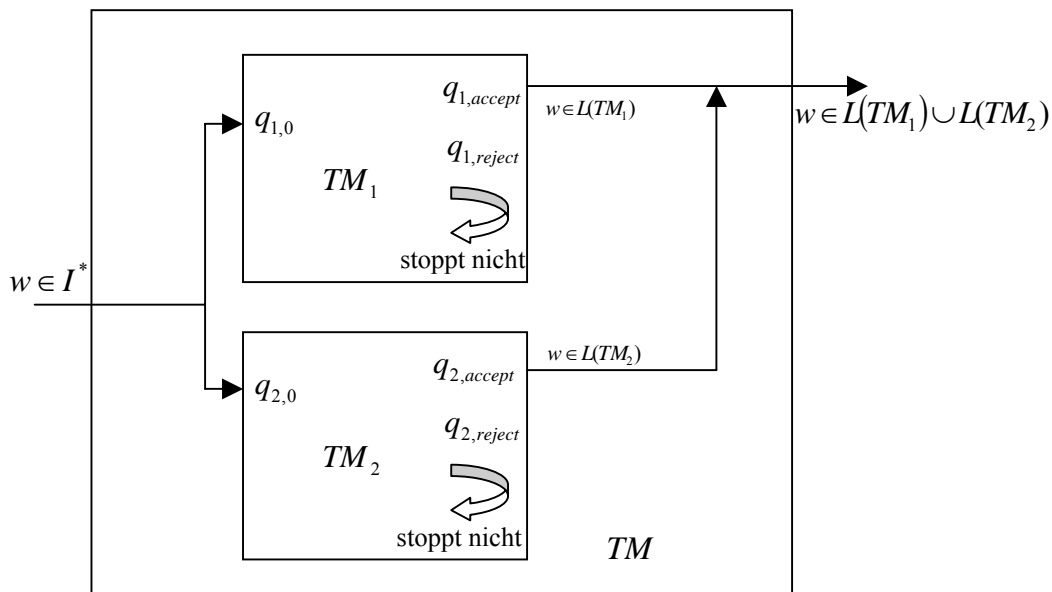 q₁,accept
w∈L(TM₁)
w∈L(TM₁)∪L(TM₂)
q₁,₀
q₁,reject
TM₁
stoppt nicht
w∈I*
w∈L(TM₂)
q₂,accept
q₂,₀
q₂,reject
TM₂
stoppt nicht
TM